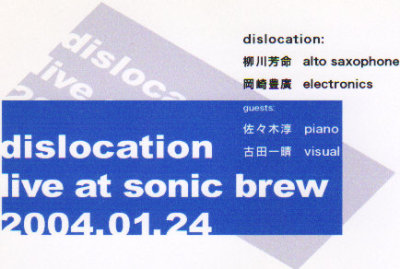 dislocation:
柳川芳命 alto saxophone
岡崎豊廣 electronics
guests:
佐々木淳 piano
古田一晴 visual
dislocation
live
2
dislocation
live at sonic brew
2004.01.24